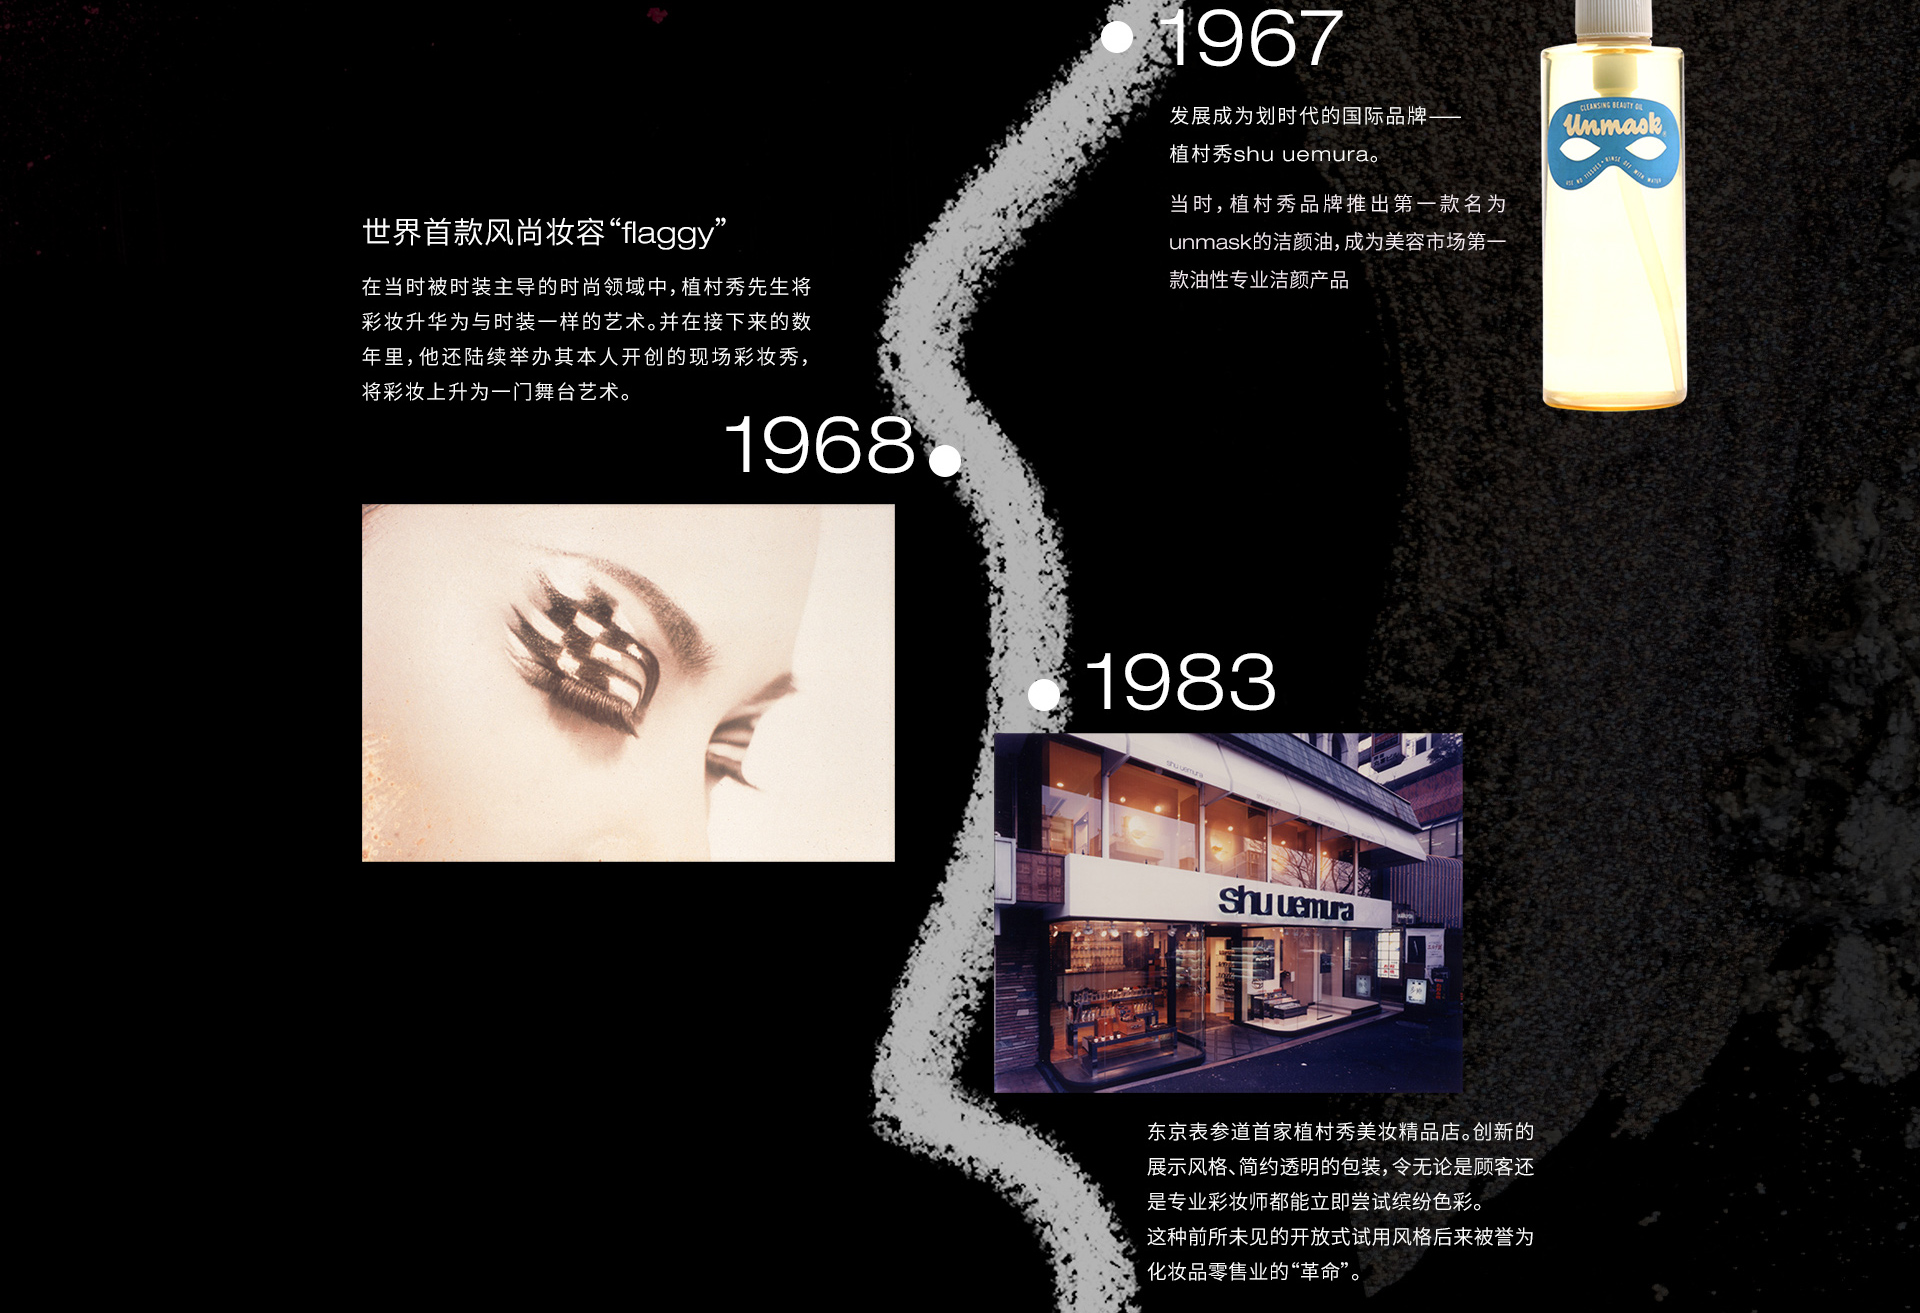 1967
发展成为划时代的国际品牌——
植村秀shu uemura。
当时，植村秀品牌推出第一款名为
unmask的洁颜油，成为美容市场第一
款油性专业洁颜产品
CLEANSING BEAUTY OIL
Unmask
USE NO TISSUES • RINSE OFF WITH WATER
世界首款风尚妆容“flaggy”
在当时被时装主导的时尚领域中，植村秀先生将
彩妆升华为与时装一样的艺术。并在接下来的数
年里，他还陆续举办其本人开创的现场彩妆秀，
将彩妆上升为一门舞台艺术。
1968
1983
shu uemura
shu uemura
东京表参道首家植村秀美妆精品店。创新的
展示风格、简约透明的包装，令无论是顾客还
是专业彩妆师都能立即尝试缤纷色彩。
这种前所未见的开放式试用风格后来被誉为
化妆品零售业的“革命”。